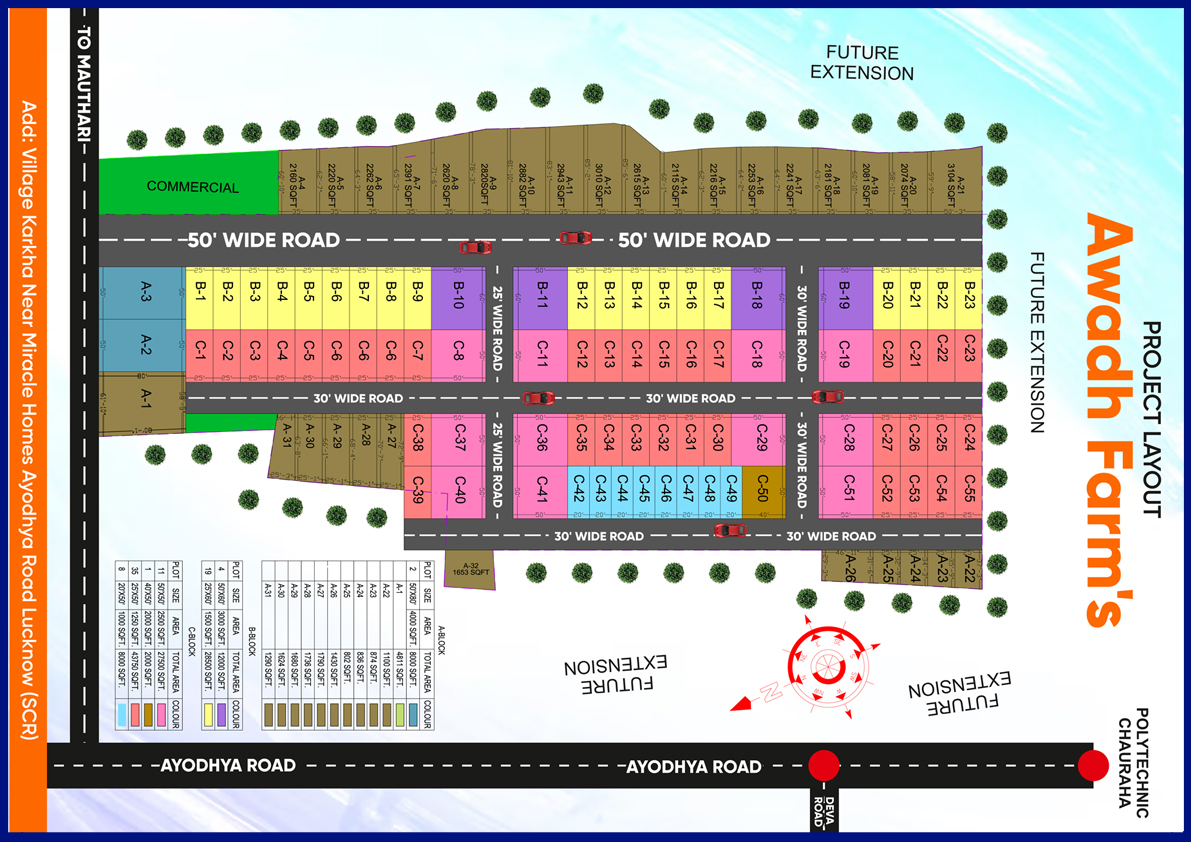 PROJECT LAYOUT
Awadh Farm's
Add: Village Karkha Near Miracle Homes Ayodhya Road Lucknow (SCR)
TO MAUTHARI
FUTURE
EXTENSION
FUTURE EXTENSION
COMMERCIAL
A-4
2160 SQFT
A-5
2220 SQFT
A-6
2262 SQFT
A-7
2391 SQFT
A-8
2620 SQFT
A-9
2820SQFT
A-10
2882 SQFT
A-11
2943 SQFT
A-12
3010 SQFT
A-13
2615 SQFT
A-14
2115 SQFT
A-15
2216 SQFT
A-16
2253 SQFT
A-17
2241 SQFT
A-18
2181 SQFT
A-19
2081 SQFT
A-20
2074 SQFT
A-21
3104 SQFT
50' WIDE ROAD
50' WIDE ROAD
A-3
B-1
B-2
B-3
B-4
B-5
B-6
B-7
B-8
B-9
B-10
25' WIDE ROAD
B-11
B-12
B-13
B-14
B-15
B-16
B-17
B-18
30' WIDE ROAD
B-19
B-20
B-21
B-22
B-23
A-2
C-1
C-2
C-3
C-4
C-5
C-6
C-6
C-6
C-7
C-8
C-11
C-12
C-13
C-14
C-15
C-16
C-17
C-18
C-19
C-20
C-21
C-22
C-23
A-1
30' WIDE ROAD
30' WIDE ROAD
A-31
A-30
A-29
A-28
A-27
C-38
C-37
25' WIDE ROAD
C-36
C-35
C-34
C-33
C-32
C-31
C-30
C-29
30' WIDE ROAD
C-28
C-27
C-26
C-25
C-24
C-39
C-40
C-41
C-42
C-43
C-44
C-45
C-46
C-47
C-48
C-49
C-50
C-51
C-52
C-53
C-54
C-55
30' WIDE ROAD
30' WIDE ROAD
A-32
1653 SQFT
A-26
A-25
A-24
A-23
A-22
A-BLOCK
PLOT SIZE AREA TOTAL AREA COLOUR
2 50'X80' 4000 SQFT. 8000 SQFT.
A-1 4811 SQFT.
A-22 1100 SQFT.
A-23 874 SQFT.
A-24 836 SQFT.
A-25 802 SQFT.
A-26 1430 SQFT.
A-27 1790 SQFT.
A-28 1736 SQFT.
A-29 1680 SQFT.
A-30 1624 SQFT.
A-31 1290 SQFT.
B-BLOCK
PLOT SIZE AREA TOTAL AREA COLOUR
4 50'X60' 3000 SQFT. 12000 SQFT.
19 25'X60' 1500 SQFT. 28500 SQFT.
C-BLOCK
PLOT SIZE AREA TOTAL AREA COLOUR
11 50'X50' 2500 SQFT. 27500 SQFT.
1 40'X50' 2000 SQFT. 2000 SQFT.
35 25'X50' 1250 SQFT. 43750 SQFT.
8 20'X50' 1000 SQFT. 8000 SQFT.
FUTURE
EXTENSION
FUTURE
EXTENSION
N
AYODHYA ROAD
AYODHYA ROAD
DEVA
ROAD
POLYTECHNIC
CHAURAHA